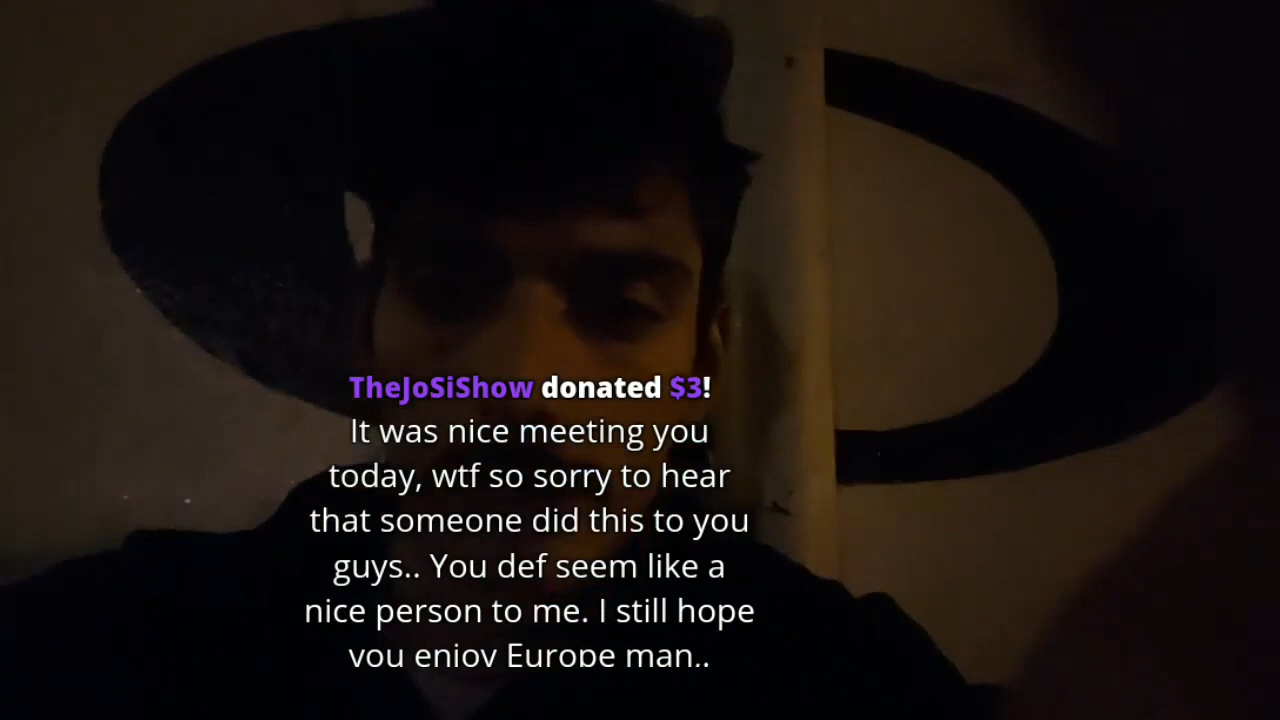 TheJoSiShow donated $3!
It was nice meeting you
today, wtf so sorry to hear
that someone did this to you
guys.. You def seem like a
nice person to me. I still hope
you enjoy Europe man..